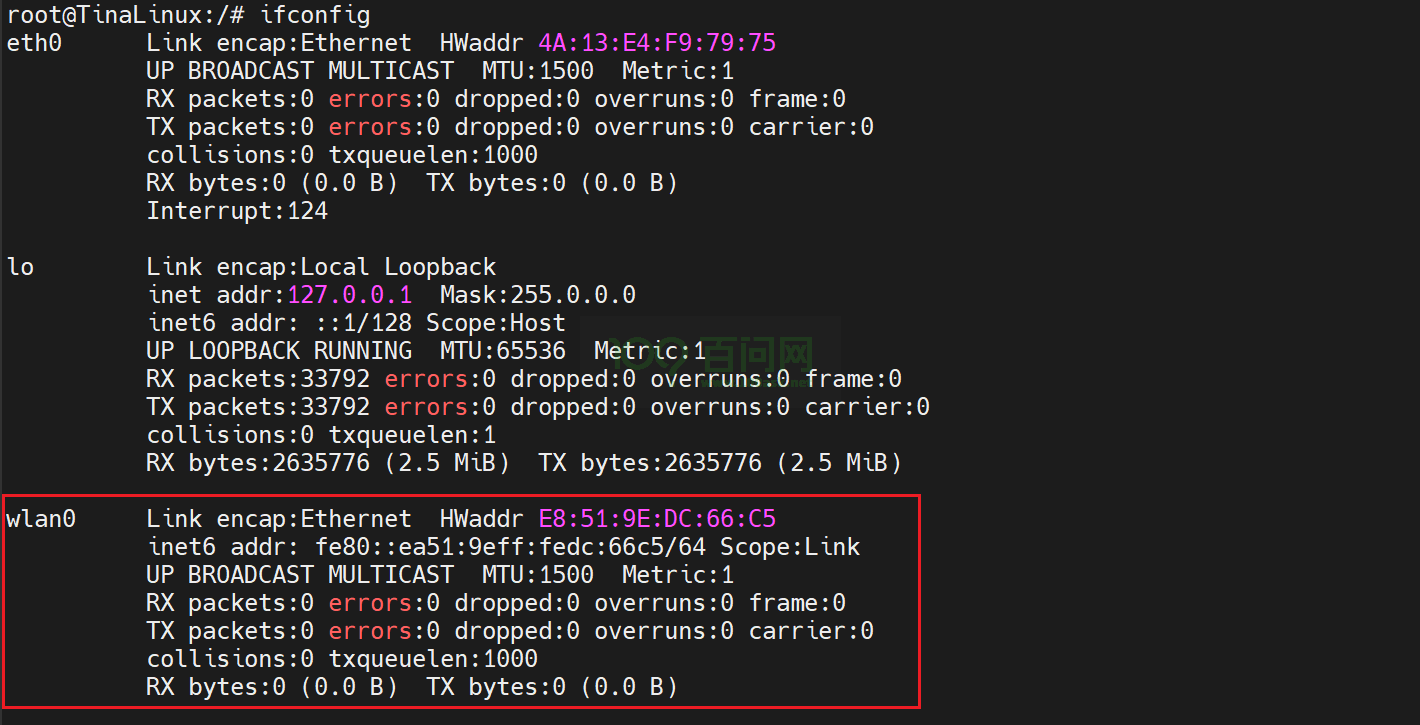 root@TinaLinux:/# ifconfig
eth0      Link encap:Ethernet  HWaddr 4A:13:E4:F9:79:75
          UP BROADCAST MULTICAST  MTU:1500  Metric:1
          RX packets:0 errors:0 dropped:0 overruns:0 frame:0
          TX packets:0 errors:0 dropped:0 overruns:0 carrier:0
          collisions:0 txqueuelen:1000
          RX bytes:0 (0.0 B)  TX bytes:0 (0.0 B)
          Interrupt:124
lo        Link encap:Local Loopback
          inet addr:127.0.0.1  Mask:255.0.0.0
          inet6 addr: ::1/128 Scope:Host
          UP LOOPBACK RUNNING  MTU:65536  Metric:1
          RX packets:33792 errors:0 dropped:0 overruns:0 frame:0
          TX packets:33792 errors:0 dropped:0 overruns:0 carrier:0
          collisions:0 txqueuelen:1
          RX bytes:2635776 (2.5 MiB)  TX bytes:2635776 (2.5 MiB)
wlan0     Link encap:Ethernet  HWaddr E8:51:9E:DC:66:C5
          inet6 addr: fe80::ea51:9eff:fedc:66c5/64 Scope:Link
          UP BROADCAST MULTICAST  MTU:1500  Metric:1
          RX packets:0 errors:0 dropped:0 overruns:0 frame:0
          TX packets:0 errors:0 dropped:0 overruns:0 carrier:0
          collisions:0 txqueuelen:1000
          RX bytes:0 (0.0 B)  TX bytes:0 (0.0 B)
百问网